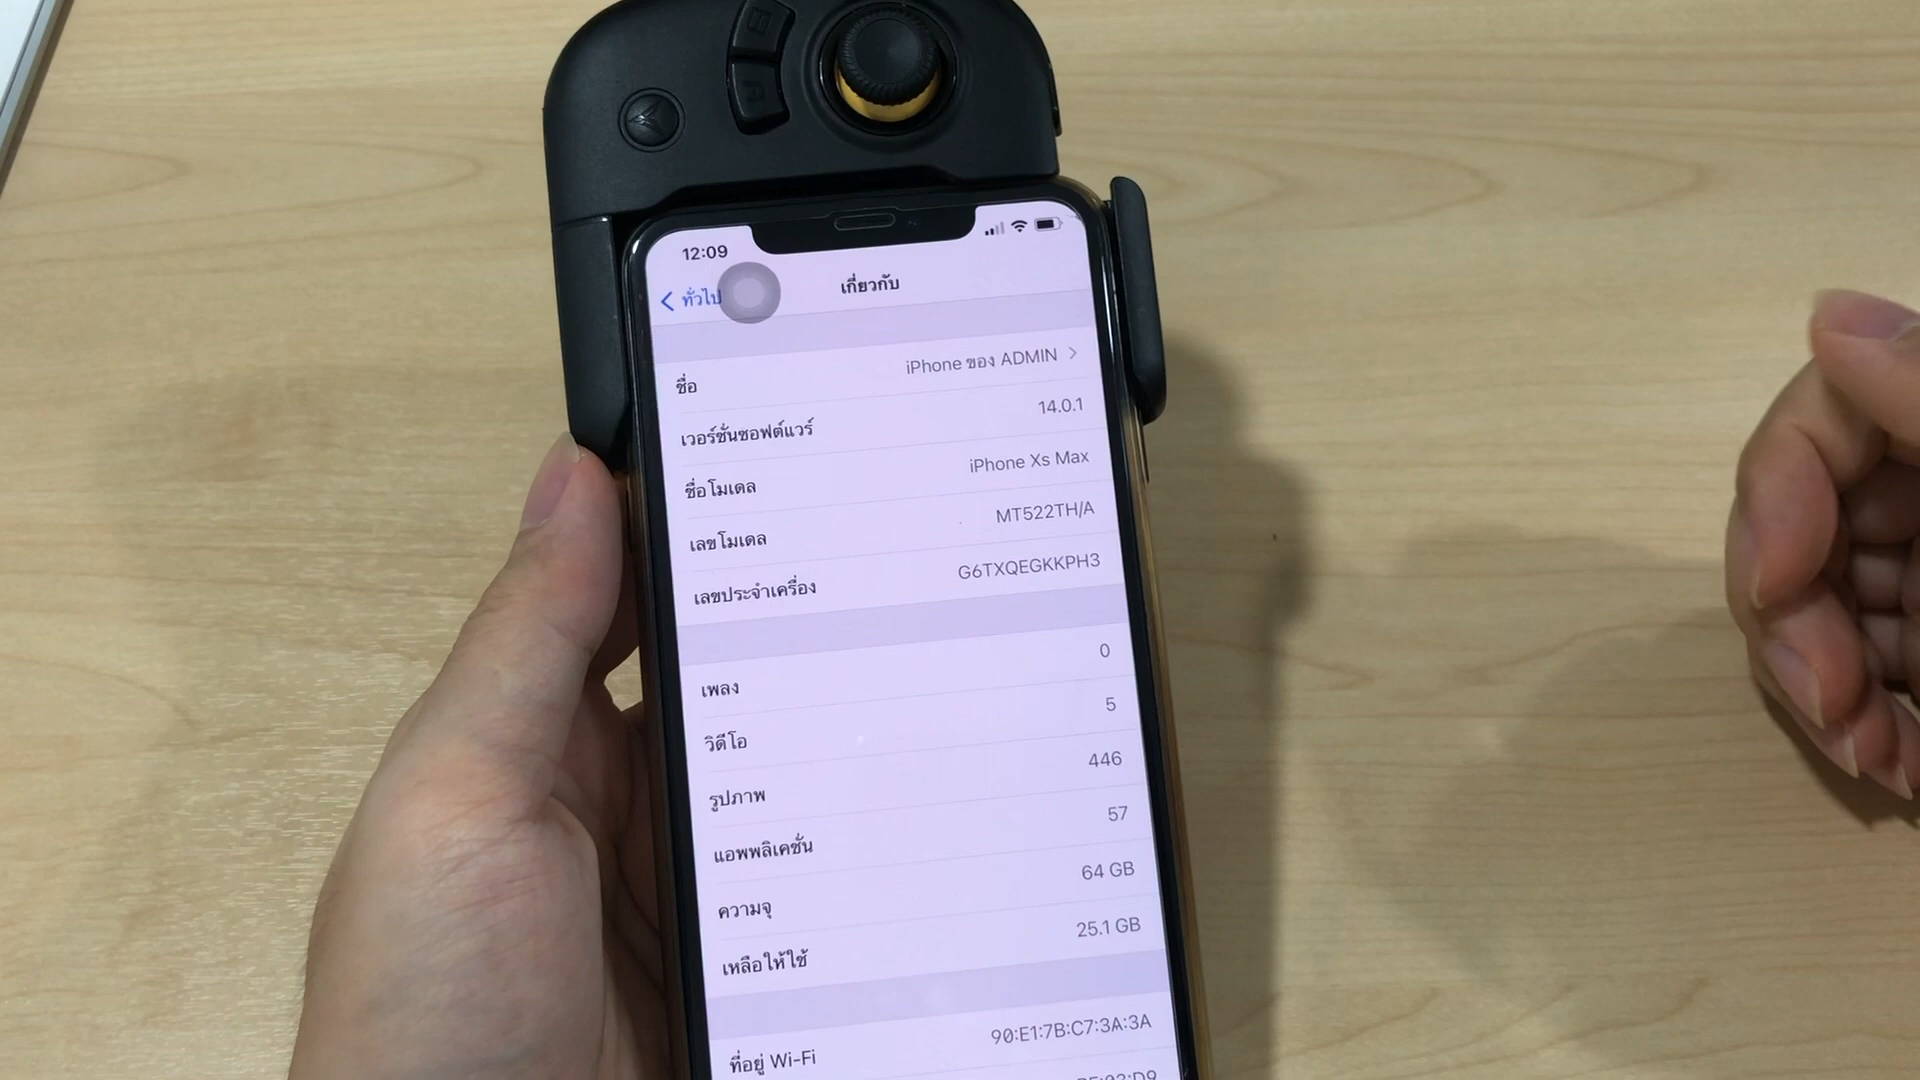 B
A
12:09
ทั่วไป
เกี่ยวกับ
ชื่อ iPhone ของ ADMIN
เวอร์ชั่นซอฟต์แวร์ 14.0.1
ชื่อโมเดล iPhone Xs Max
เลขโมเดล MT522TH/A
เลขประจำเครื่อง G6TXQEGKKPH3
เพลง 0
วิดีโอ 5
รูปภาพ 446
แอพพลิเคชั่น 57
ความจุ 64 GB
เหลือให้ใช้ 25.1 GB
ที่อยู่ Wi-Fi 90:E1:7B:C7:3A:3A